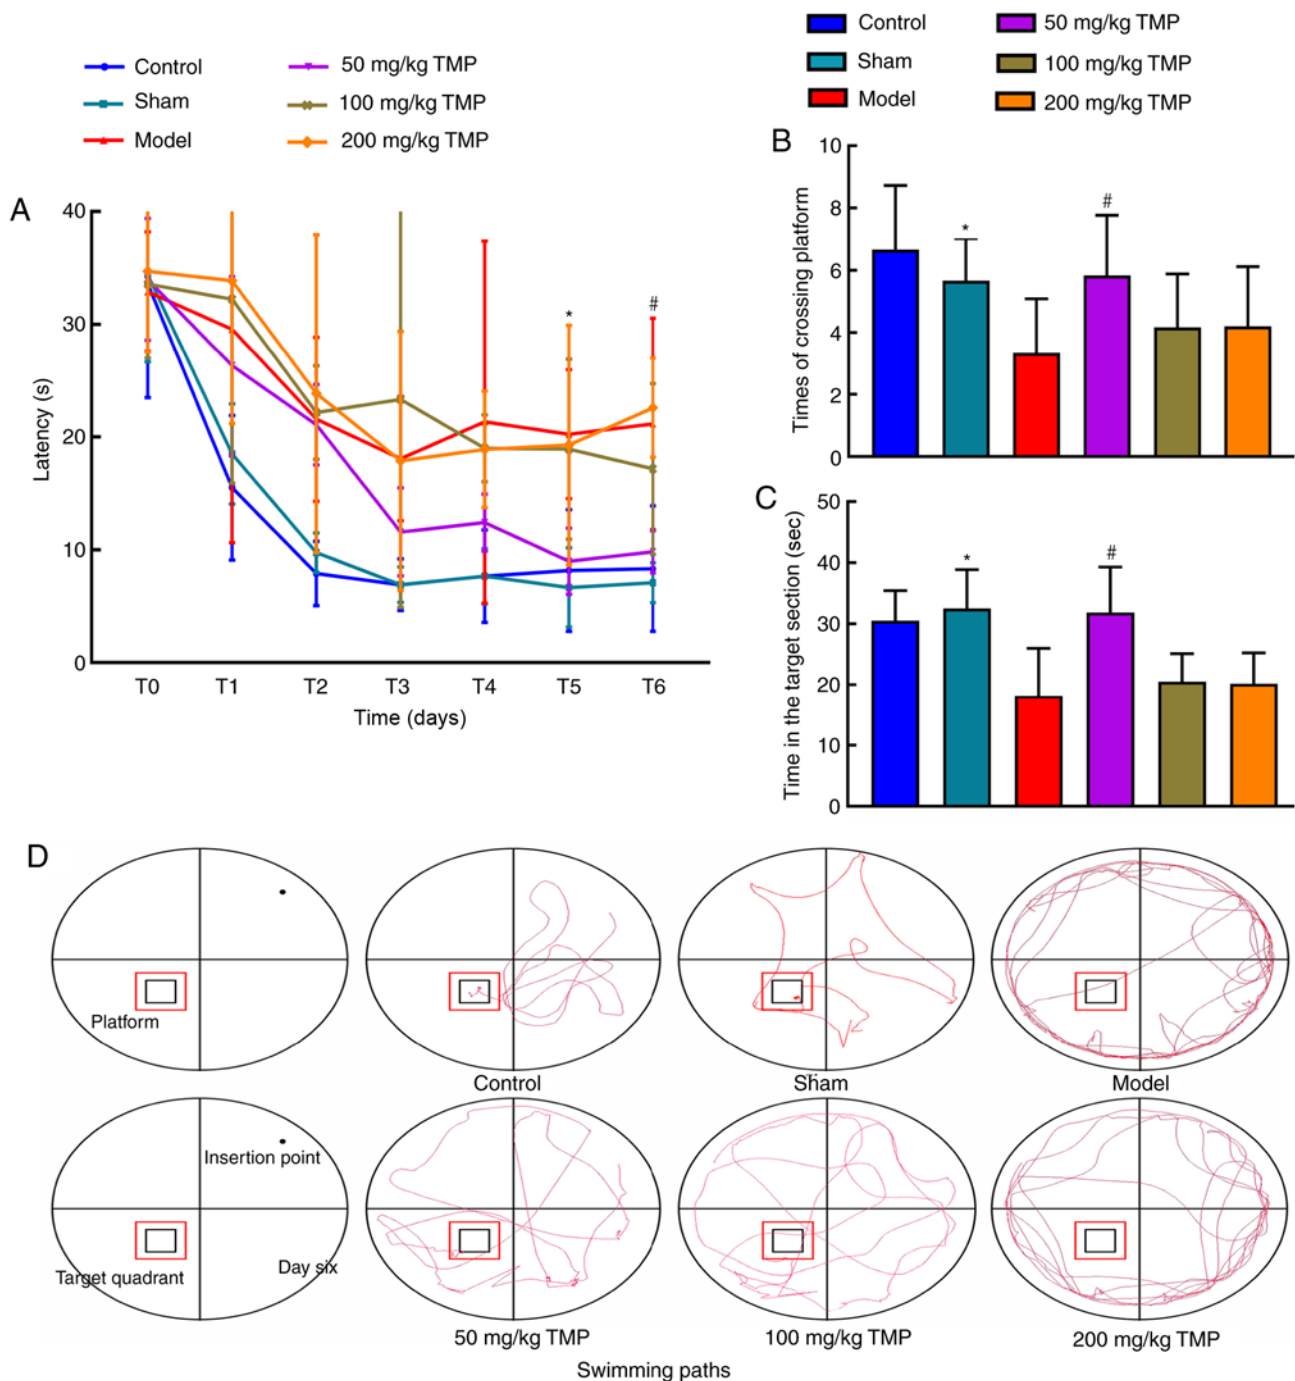 Control
Sham
Model
50 mg/kg TMP
100 mg/kg TMP
200 mg/kg TMP
Control
Sham
Model
50 mg/kg TMP
100 mg/kg TMP
200 mg/kg TMP
A
40
30
20
10
0
Latency (s)
*
#
T0 T1 T2 T3 T4 T5 T6
Time (days)
B
10
8
6
4
2
0
Times of crossing platform
*
#
C
50
40
30
20
10
0
Time in the target section (sec)
*
#
D
Platform
Control
Sham
Model
Insertion point
Target quadrant
Day six
50 mg/kg TMP
100 mg/kg TMP
200 mg/kg TMP
Swimming paths